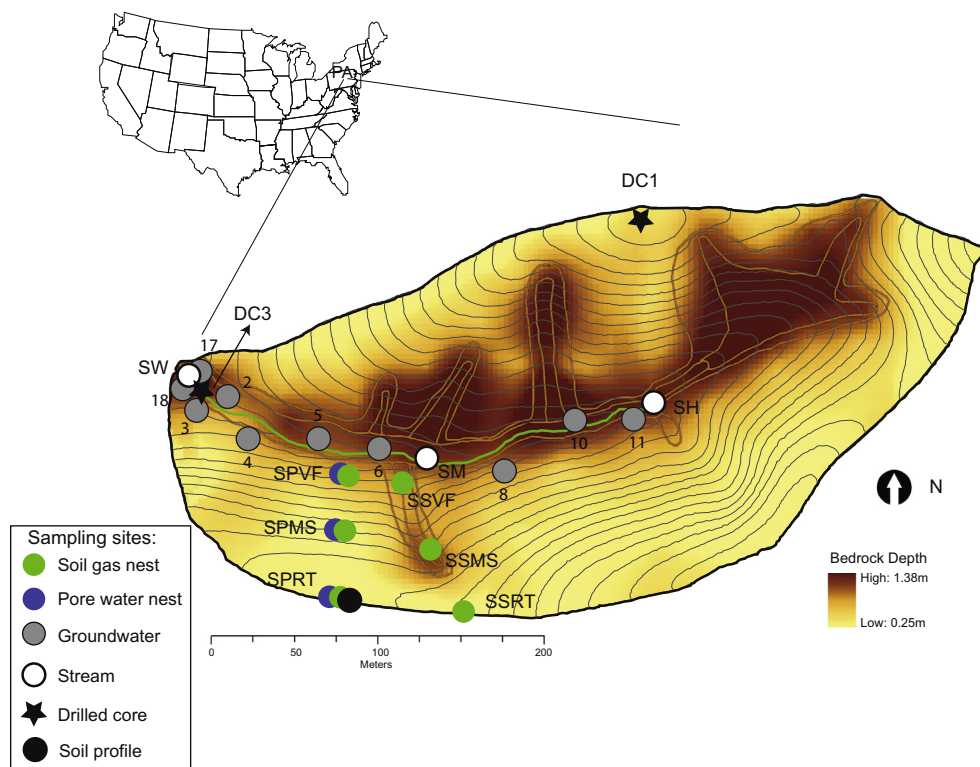 PA
DC1
DC3
17
SW
2
18
3
5
4
6
SH
10
11
SM
8
SPVF
SSVF
N
SPMS
SSMS
SPRT
SSRT
Sampling sites:
Soil gas nest
Pore water nest
Groundwater
Stream
Drilled core
Soil profile
Bedrock Depth
High: 1.38m
Low: 0.25m
0 50 100 200
Meters